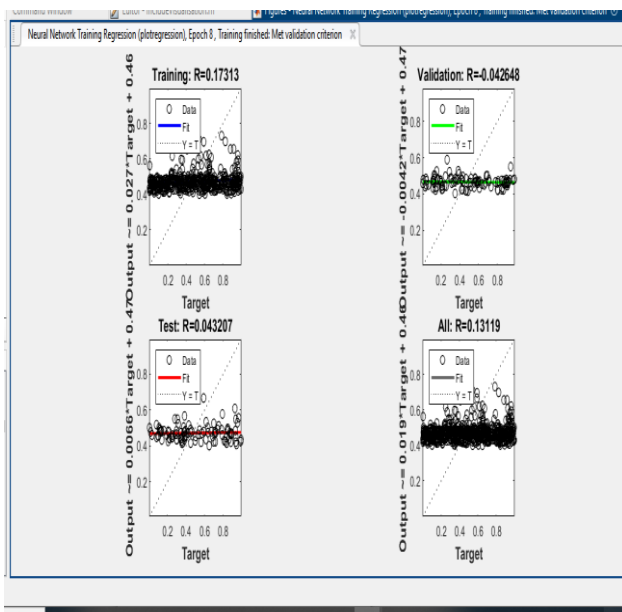 Command Window Editor - IncludeVisualisation.m Figures - Neural Network Training Regression (plotregression), Epoch 8, Training finished: Met validation criterion
Neural Network Training Regression (plotregression), Epoch 8, Training finished: Met validation criterion
Training: R=0.17313
Output ~= 0.027*Target + 0.46
Data
Fit
Y = T
0.8
0.6
0.4
0.2
0.2 0.4 0.6 0.8
Target
Validation: R=-0.042648
Output ~= -0.0042*Target + 0.47
Data
Fit
Y = T
0.8
0.6
0.4
0.2
0.2 0.4 0.6 0.8
Target
Test: R=0.043207
Output ~= 0.0066*Target + 0.47
Data
Fit
Y = T
0.8
0.6
0.4
0.2
0.2 0.4 0.6 0.8
Target
All: R=0.13119
Output ~= 0.019*Target + 0.46
Data
Fit
Y = T
0.8
0.6
0.4
0.2
0.2 0.4 0.6 0.8
Target